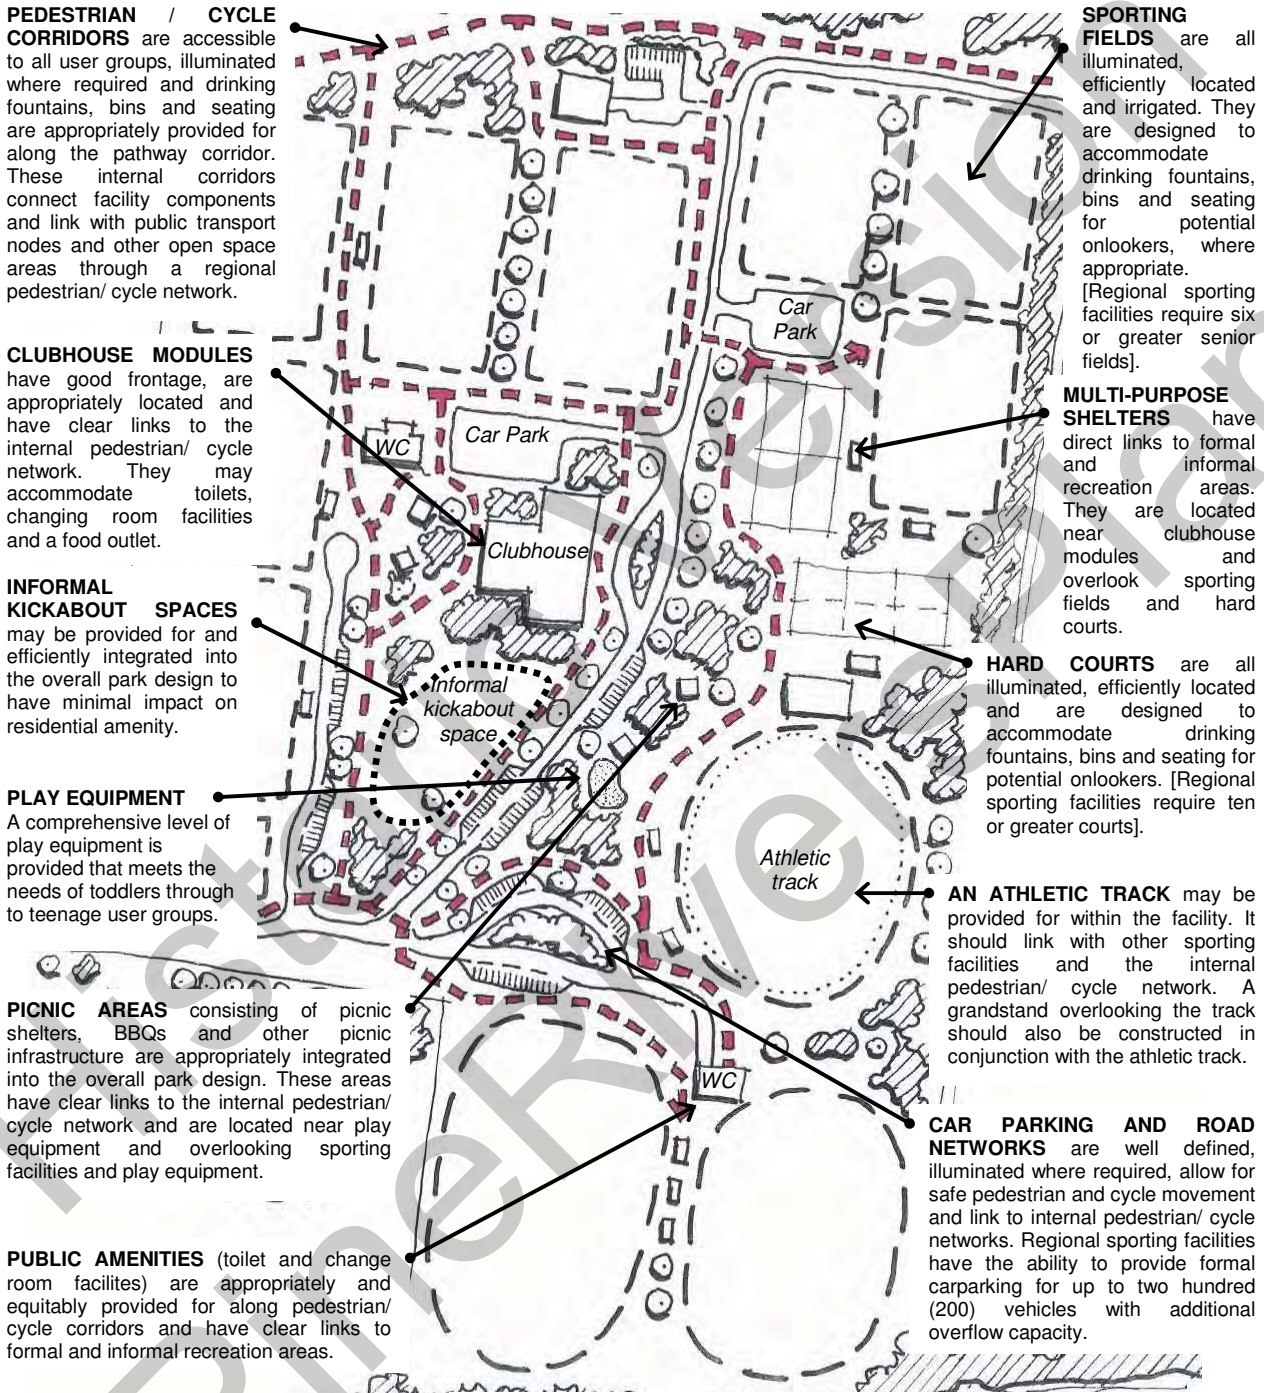 PEDESTRIAN / CYCLE
CORRIDORS are accessible
to all user groups, illuminated
where required and drinking
fountains, bins and seating
are appropriately provided for
along the pathway corridor.
These internal corridors
connect facility components
and link with public transport
nodes and other open space
areas through a regional
pedestrian/ cycle network.
CLUBHOUSE MODULES
have good frontage, are
appropriately located and
have clear links to the
internal pedestrian/ cycle
network. They may
accommodate toilets,
changing room facilities
and a food outlet.
INFORMAL
KICKABOUT SPACES
may be provided for and
efficiently integrated into
the overall park design to
have minimal impact on
residential amenity.
PLAY EQUIPMENT
A comprehensive level of
play equipment is
provided that meets the
needs of toddlers through
to teenage user groups.
PICNIC AREAS consisting of picnic
shelters, BBQs and other picnic
infrastructure are appropriately integrated
into the overall park design. These areas
have clear links to the internal pedestrian/
cycle network and are located near play
equipment and overlooking sporting
facilities and play equipment.
PUBLIC AMENITIES (toilet and change
room facilites) are appropriately and
equitably provided for along pedestrian/
cycle corridors and have clear links to
formal and informal recreation areas.
Car
Park
WC
Car Park
Clubhouse
Informal
kickabout
space
Athletic
track
WC
SPORTING
FIELDS are all
illuminated,
efficiently located
and irrigated. They
are designed to
accommodate
drinking fountains,
bins and seating
for potential
onlookers, where
appropriate.
[Regional sporting
facilities require six
or greater senior
fields].
MULTI-PURPOSE
SHELTERS have
direct links to formal
and informal
recreation areas.
They are located
near clubhouse
modules and
overlook sporting
fields and hard
courts.
HARD COURTS are all
illuminated, efficiently located
and are designed to
accommodate drinking
fountains, bins and seating for
potential onlookers. [Regional
sporting facilities require ten
or greater courts].
AN ATHLETIC TRACK may be
provided for within the facility. It
should link with other sporting
facilities and the internal
pedestrian/ cycle network. A
grandstand overlooking the track
should also be constructed in
conjunction with the athletic track.
CAR PARKING AND ROAD
NETWORKS are well defined,
illuminated where required, allow for
safe pedestrian and cycle movement
and link to internal pedestrian/ cycle
networks. Regional sporting facilities
have the ability to provide formal
carparking for up to two hundred
(200) vehicles with additional
overflow capacity.